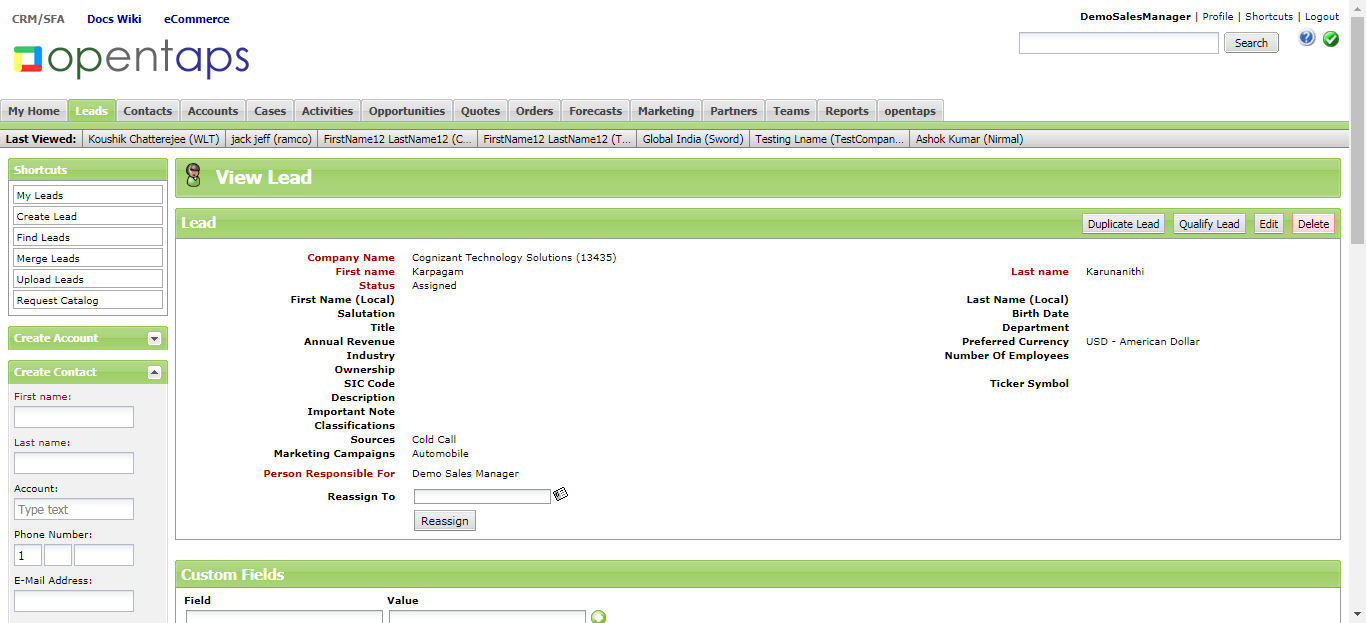 CRM/SFA Docs Wiki eCommerce
DemoSalesManager | Profile | Shortcuts | Logout
opentaps
Search
My Home Leads Contacts Accounts Cases Activities Opportunities Quotes Orders Forecasts Marketing Partners Teams Reports opentaps
Last Viewed: Koushik Chatterejee (WLT) jack jeff (ramco) FirstName12 LastName12 (C... FirstName12 LastName12 (T... Global India (Sword) Testing Lname (TestCompan... Ashok Kumar (Nirmal)
Shortcuts
My Leads
Create Lead
Find Leads
Merge Leads
Upload Leads
Request Catalog
Create Account
Create Contact
First name:
Last name:
Account:
Type text
Phone Number:
1
E-Mail Address:
View Lead
Lead Duplicate Lead Qualify Lead Edit Delete
Company Name Cognizant Technology Solutions (13435)
First name Karpagam Last name Karunanithi
Status Assigned
First Name (Local) Last Name (Local)
Salutation Birth Date
Title Department
Annual Revenue Preferred Currency USD - American Dollar
Industry Number Of Employees
Ownership
SIC Code Ticker Symbol
Description
Important Note
Classifications
Sources Cold Call
Marketing Campaigns Automobile
Person Responsible For Demo Sales Manager
Reassign To
Reassign
Custom Fields
Field Value